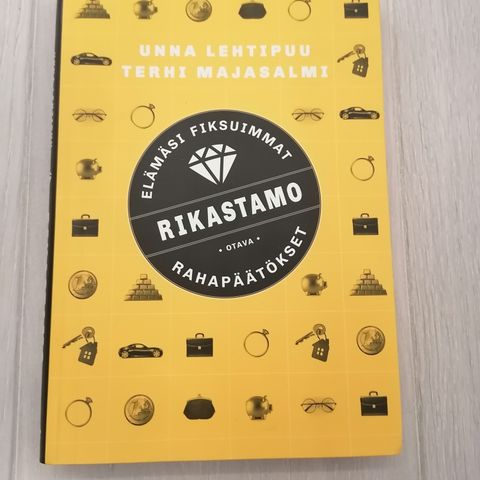 UNNA LEHTIPUU
TERHI MAJASALMI
ELÄMÄSI FIKSUIMMAT
RIKASTAMO
• OTAVA •
RAHAPÄÄTÖKSET